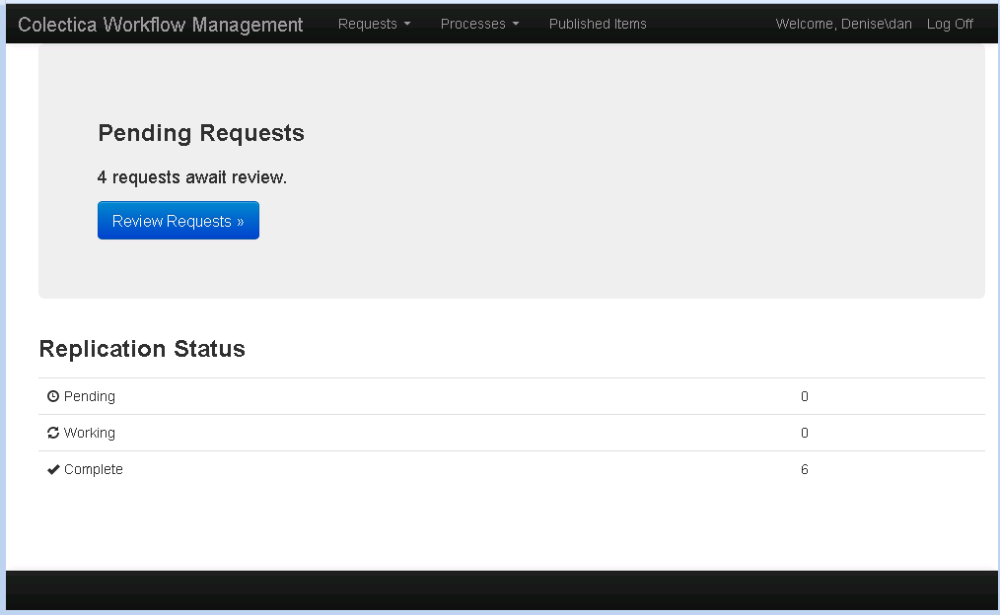 Colectica Workflow Management Requests Processes Published Items Welcome, Denise\dan Log Off
Pending Requests
4 requests await review.
Review Requests »
Replication Status
Pending 0
Working 0
Complete 6